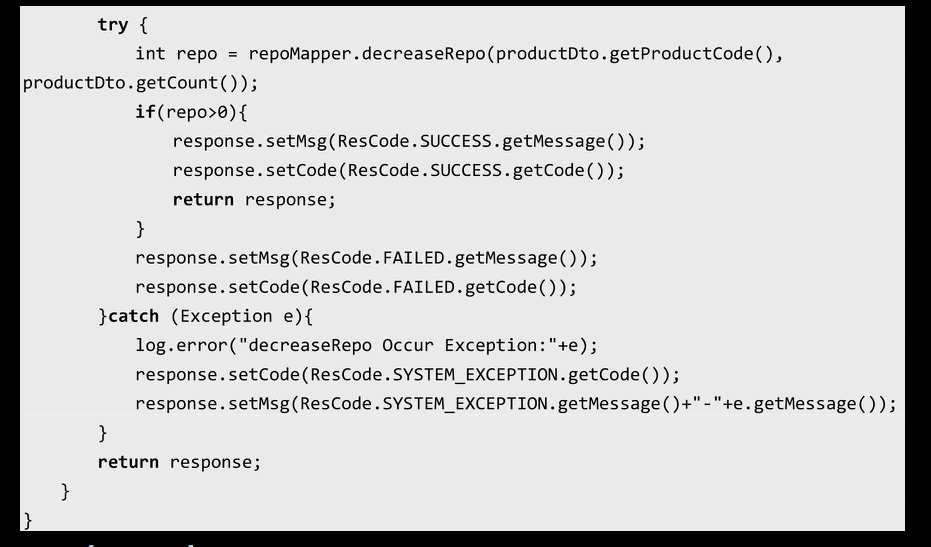 try {
int repo = repoMapper.decreaseRepo(productDto.getProductCode(),
productDto.getCount());
if(repo>0){
response.setMsg(ResCode.SUCCESS.getMessage());
response.setCode(ResCode.SUCCESS.getCode());
return response;
}
response.setMsg(ResCode.FAILED.getMessage());
response.setCode(ResCode.FAILED.getCode());
}catch (Exception e){
log.error("decreaseRepo Occur Exception:"+e);
response.setCode(ResCode.SYSTEM_EXCEPTION.getCode());
response.setMsg(ResCode.SYSTEM_EXCEPTION.getMessage()+"-"+e.getMessage());
}
return response;
}
}